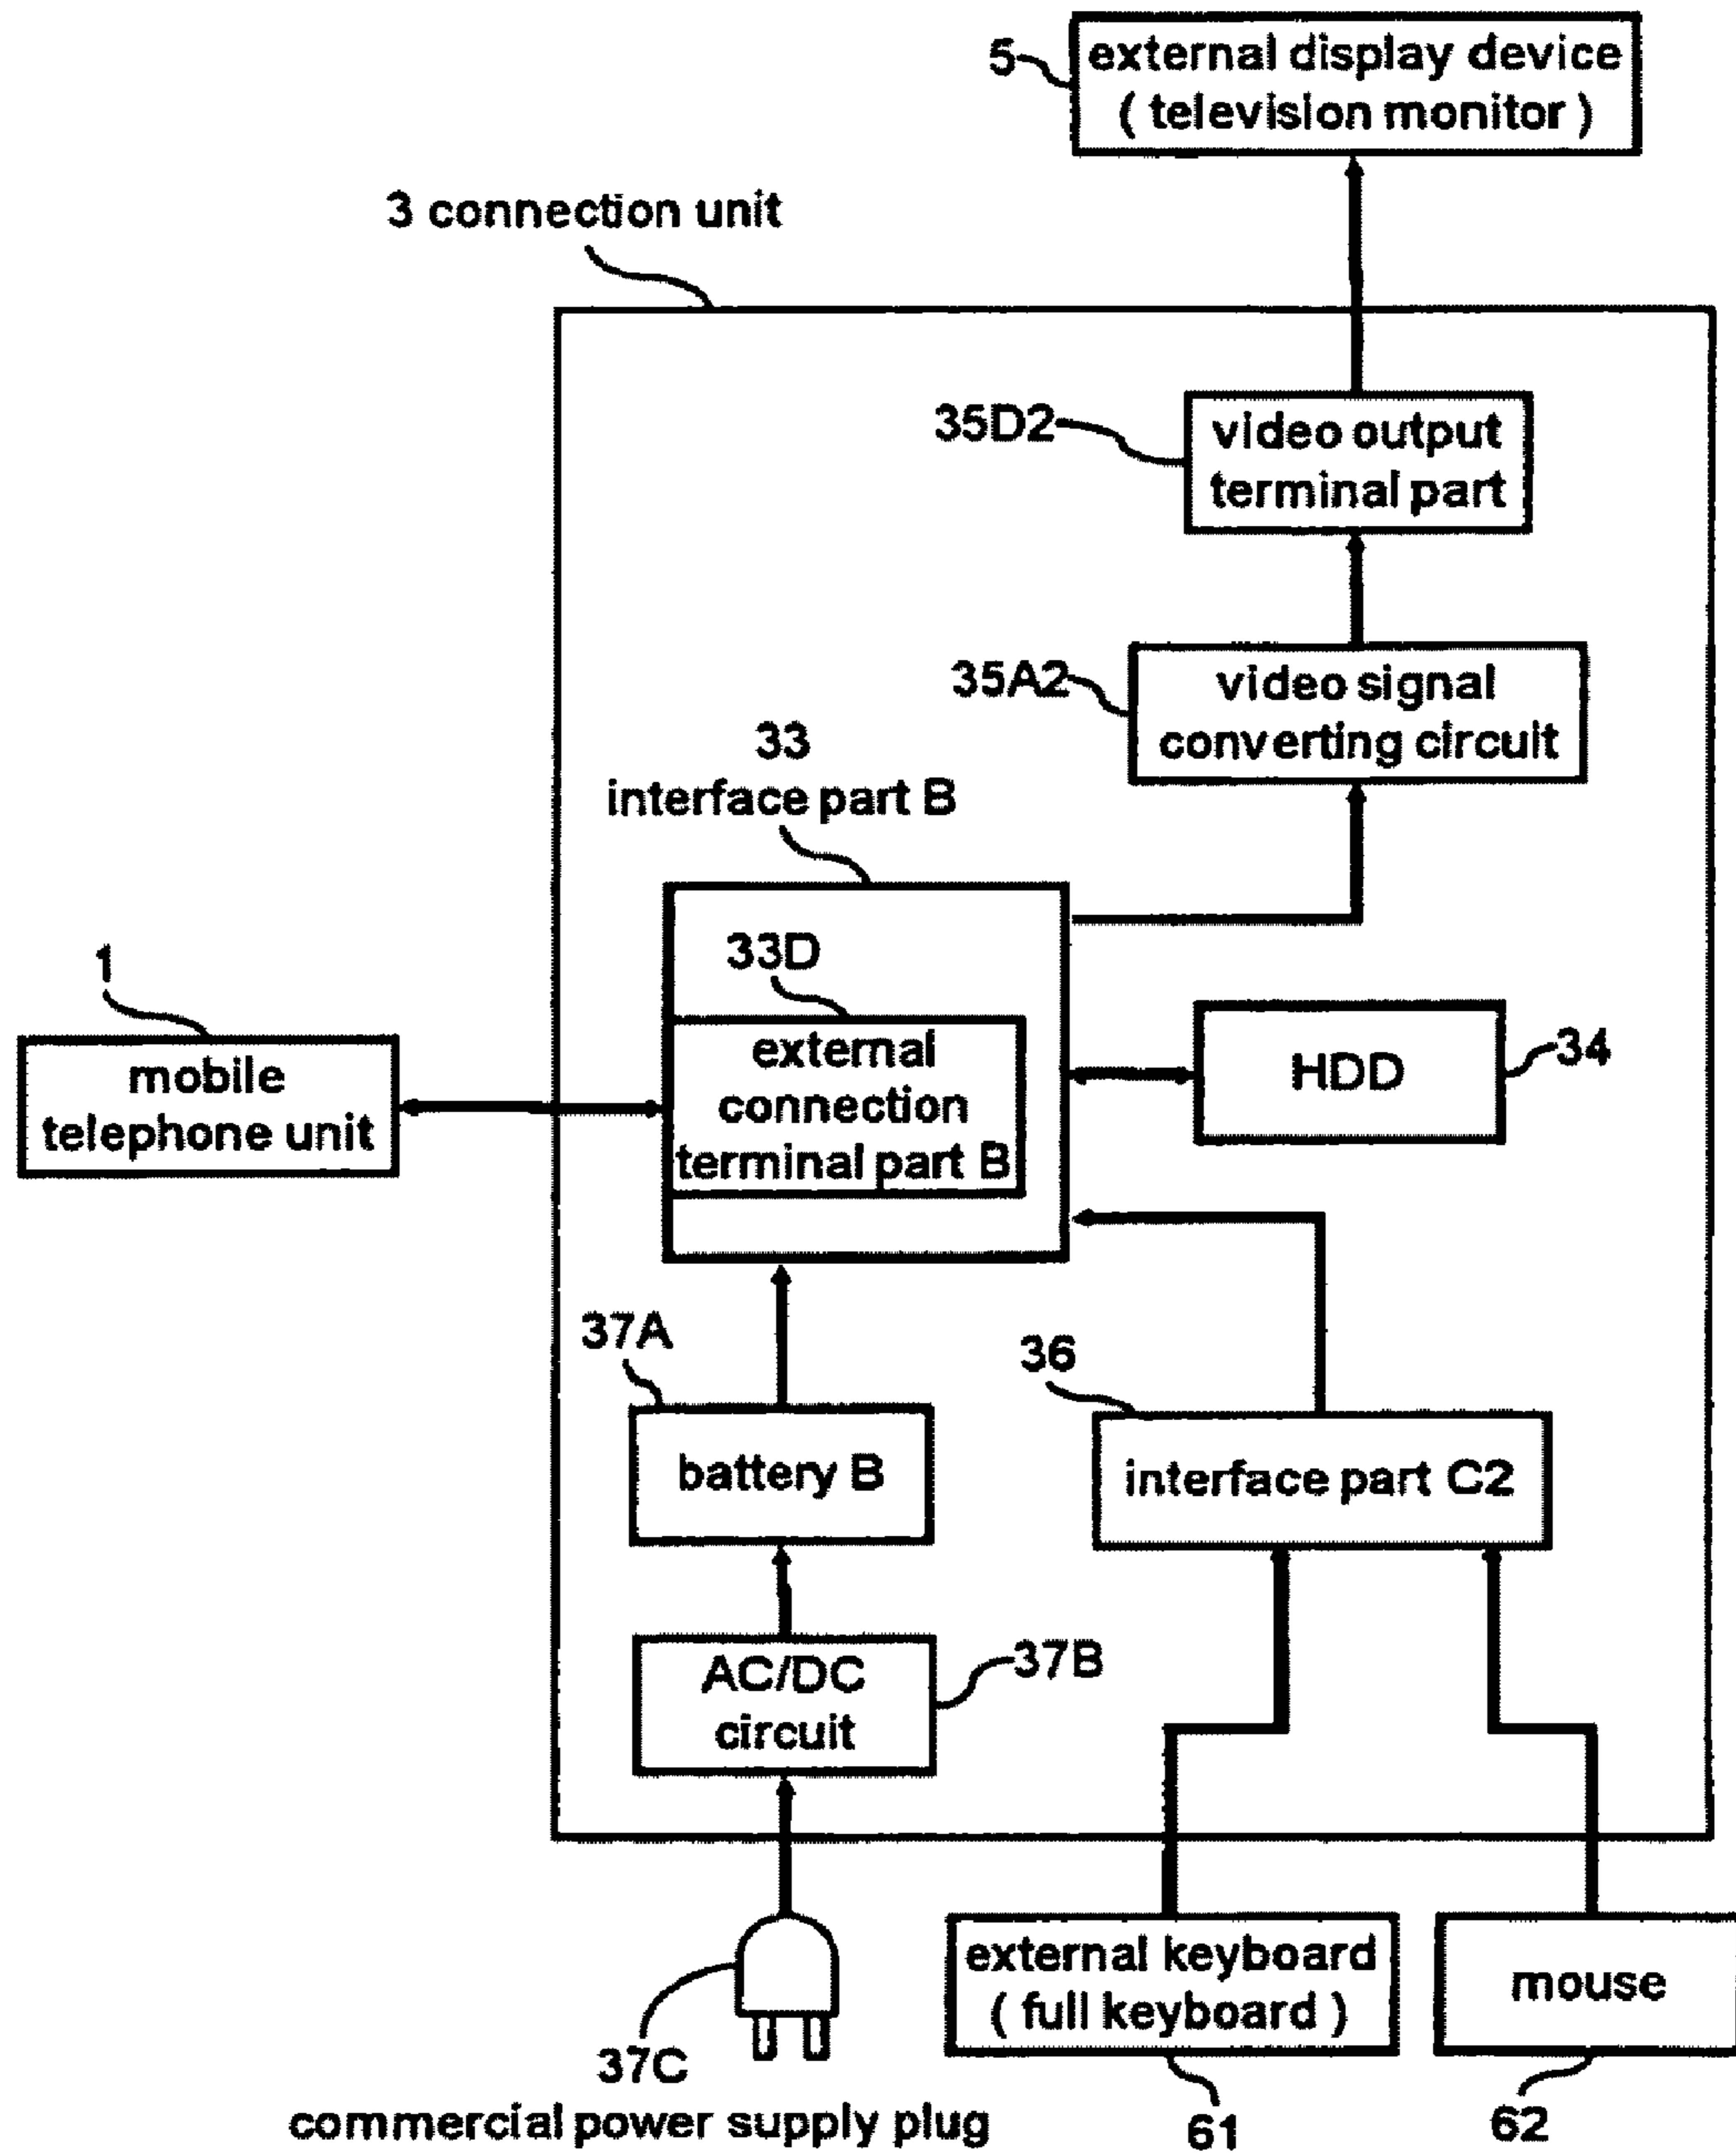 5
external display device
( television monitor )
3 connection unit
35D2
video output
terminal part
35A2
video signal
converting circuit
33
interface part B
33D
external
connection
terminal part B
1
mobile
telephone unit
HDD
34
37A
battery B
36
interface part C2
AC/DC
circuit
37B
37C
commercial power supply plug
external keyboard
( full keyboard )
61
mouse
62